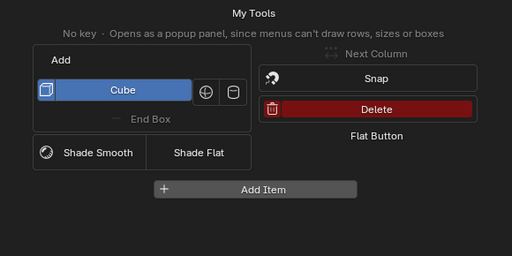 My Tools
No key · Opens as a popup panel, since menus can't draw rows, sizes or boxes
Add
Cube
End Box
Shade Smooth
Shade Flat
Next Column
Snap
Delete
Flat Button
Add Item